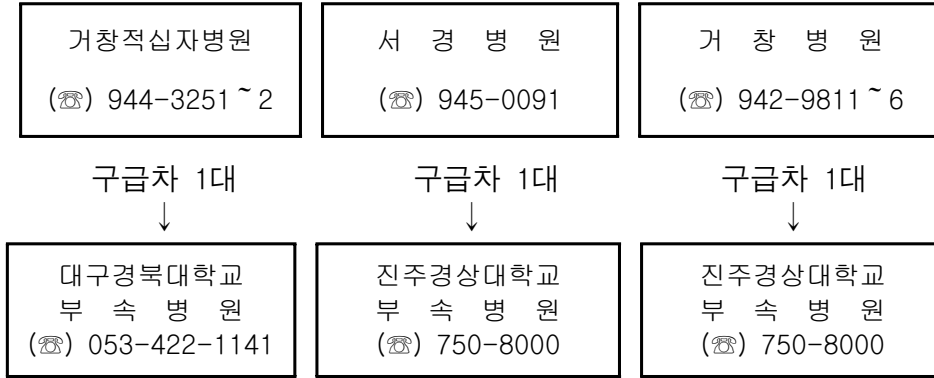 거창적십자병원
(☏) 944-3251~2
서 경 병 원
(☏) 945-0091
거 창 병 원
(☏) 942-9811~6
구급차 1대
구급차 1대
구급차 1대
↓
↓
↓
대구경북대학교
부 속 병 원
(☏) 053-422-1141
진주경상대학교
부 속 병 원
(☏) 750-8000
진주경상대학교
부 속 병 원
(☏) 750-8000